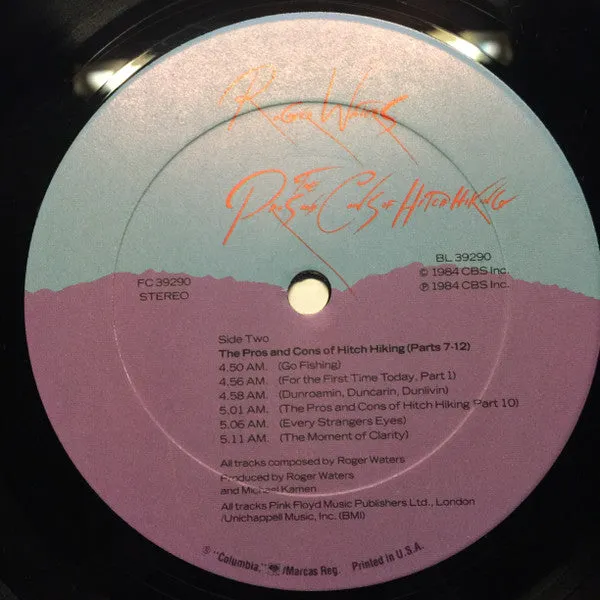 Roger Waters
The
Pros and Cons of Hitch Hiking
FC 39290
STEREO
BL 39290
© 1984 CBS Inc.
℗ 1984 CBS Inc.
Side Two
The Pros and Cons of Hitch Hiking (Parts 7-12)
4.50 AM. (Go Fishing)
4.56 AM. (For the First Time Today, Part 1)
4.58 AM. (Dunroemin, Duncarin, Dunlivin)
5.01 AM. (The Pros and Cons of Hitch Hiking Part 10)
5.06 AM. (Every Strangers Eyes)
5.11 AM. (The Moment of Clarity)
All tracks composed by Roger Waters
Produced by Roger Waters
and Michael Kamen
All tracks Pink Floyd Music Publishers Ltd., London
/Unichappell Music, Inc. (BMI)
® "Columbia," /Marcas Reg. Printed in U.S.A.